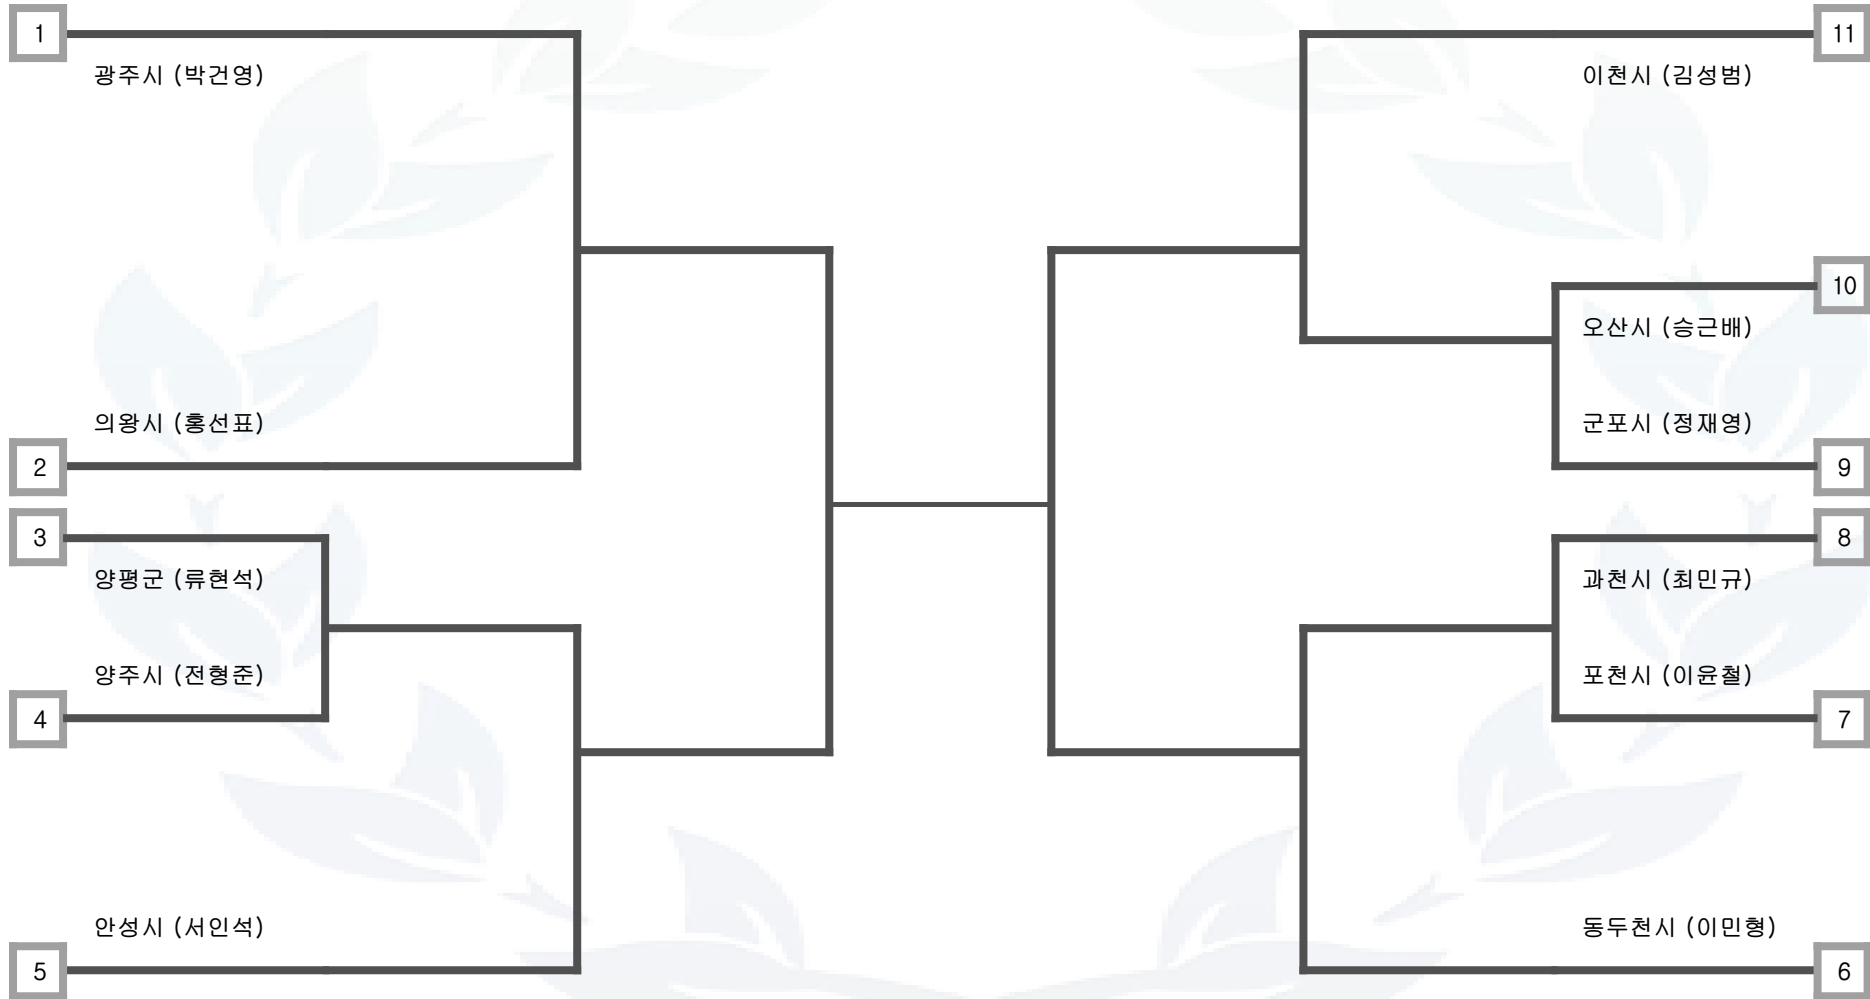 1
광주시 (박건영)
의왕시 (홍선표)
2
3
양평군 (류현석)
양주시 (전형준)
4
안성시 (서인석)
5
11
이천시 (김성범)
10
오산시 (승근배)
군포시 (정재영)
9
8
과천시 (최민규)
포천시 (이윤철)
7
동두천시 (이민형)
6